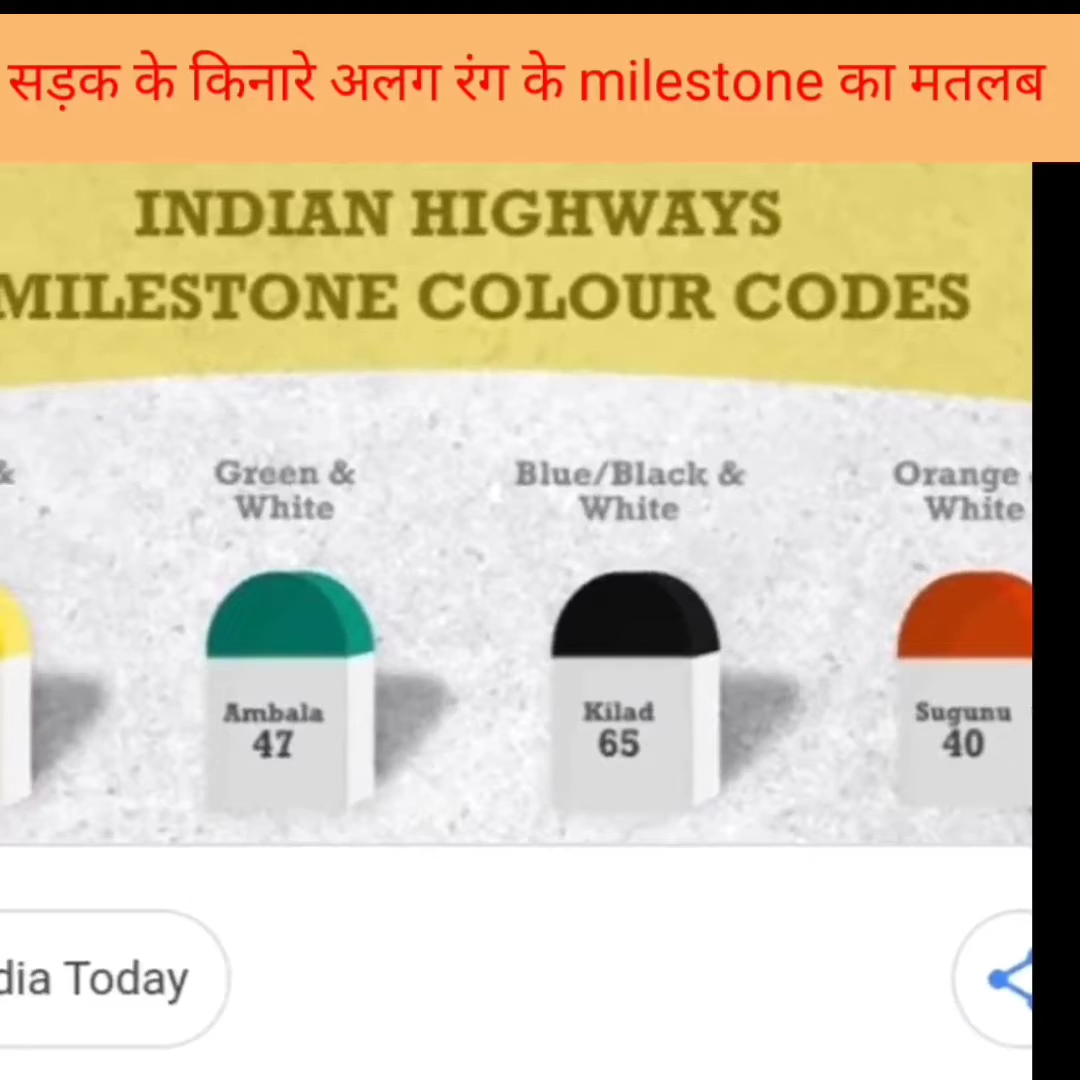 सड़क के किनारे अलग रंग के milestone का मतलब
INDIAN HIGHWAYS
MILESTONE COLOUR CODES
&
Green &
White
Blue/Black &
White
Orange
White
Ambala
47
Kilad
65
Sugunu
40
dia Today